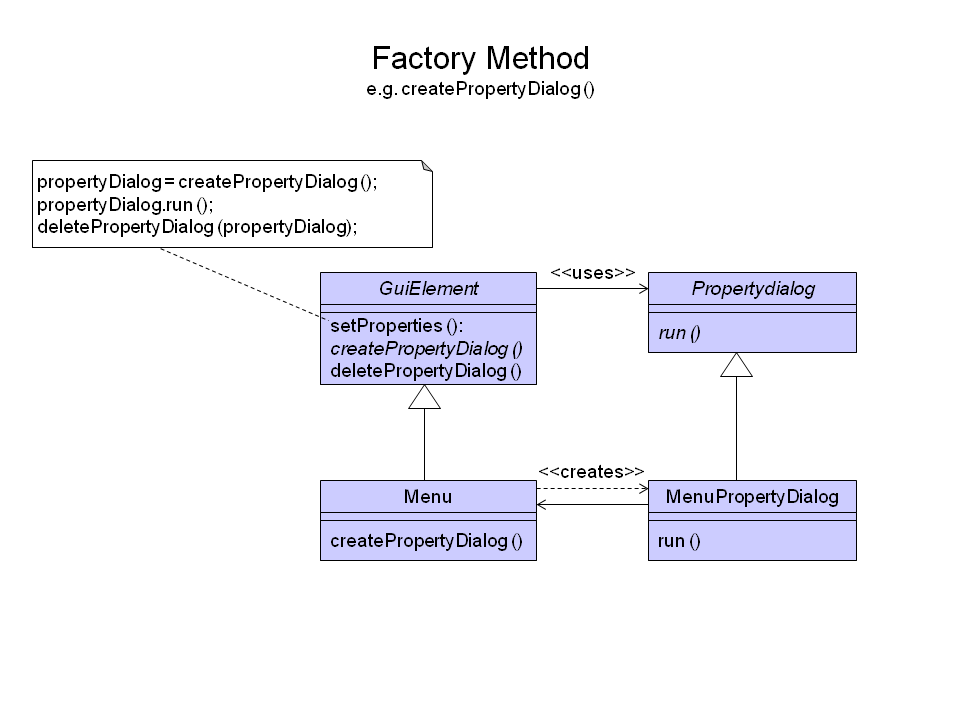 Factory Method
e.g. createPropertyDialog ()
propertyDialog = createPropertyDialog ();
propertyDialog.run ();
deletePropertyDialog (propertyDialog);
<<uses>>
GuiElement
setProperties ():
createPropertyDialog ()
deletePropertyDialog ()
Propertydialog
run ()
<<creates>>
Menu
createPropertyDialog ()
MenuPropertyDialog
run ()